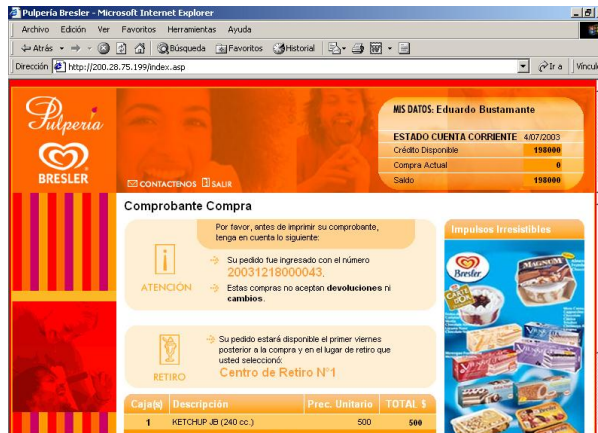 Pulpería Bresler - Microsoft Internet Explorer
Archivo Edición Ver Favoritos Herramientas Ayuda
Atrás Búsqueda Favoritos Historial
Dirección http://200.28.75.199/index.asp Ir a Vínculo
Pulpería
BRESLER
CONTACTENOS SALIR
MIS DATOS: Eduardo Bustamante
ESTADO CUENTA CORRIENTE 4/07/2003
Crédito Disponible 198000
Compra Actual 0
Saldo 198000
Comprobante Compra
Por favor, antes de imprimir su comprobante,
tenga en cuenta lo siguiente:
ATENCIÓN
Su pedido fue ingresado con el número
20031218000043.
Estas compras no aceptan devoluciones ni
cambios.
RETIRO
Su pedido estará disponible el primer viernes
posterior a la compra y en el lugar de retiro que
usted seleccionó:
Centro de Retiro N°1
Caja(s) Descripción Prec. Unitario TOTAL $
1 KETCHUP JB (240 cc.) 500 500
Impulsos Irresistibles
Bresler
MAGNUM
CARTE D'OR